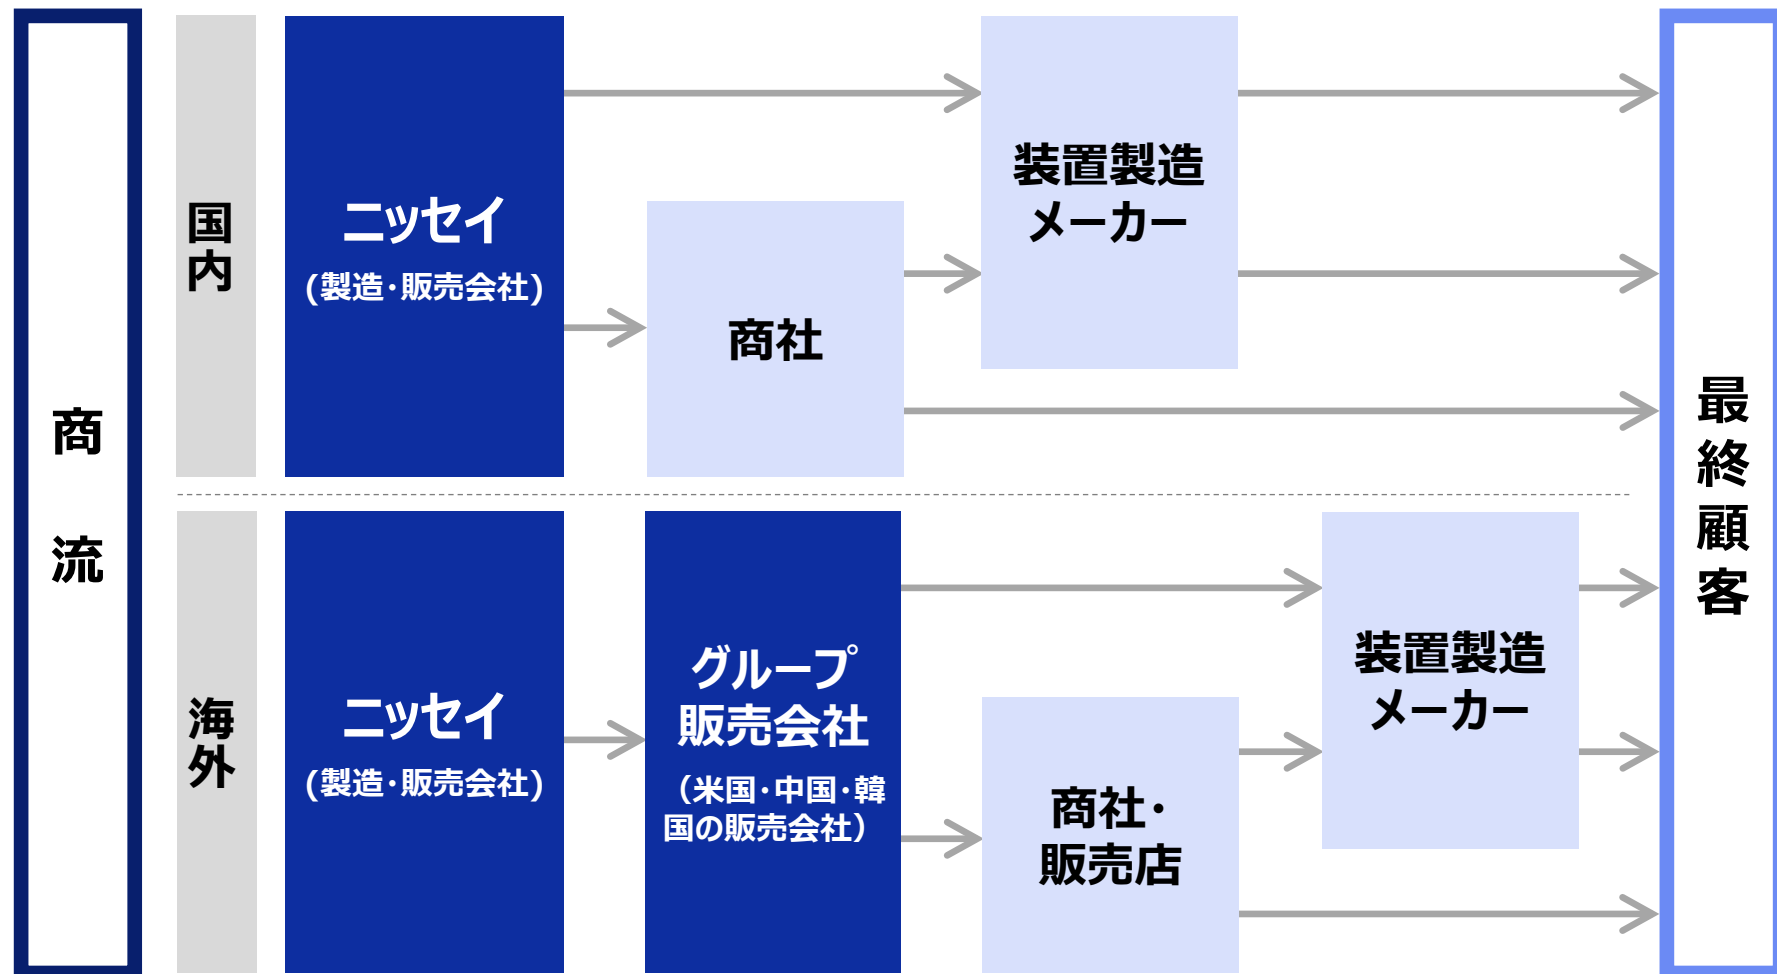 商流
国内
ニッセイ
(製造・販売会社)
商社
装置製造
メーカー
海外
ニッセイ
(製造・販売会社)
グループ
販売会社
（米国・中国・韓
国の販売会社）
商社・
販売店
装置製造
メーカー
最終顧客